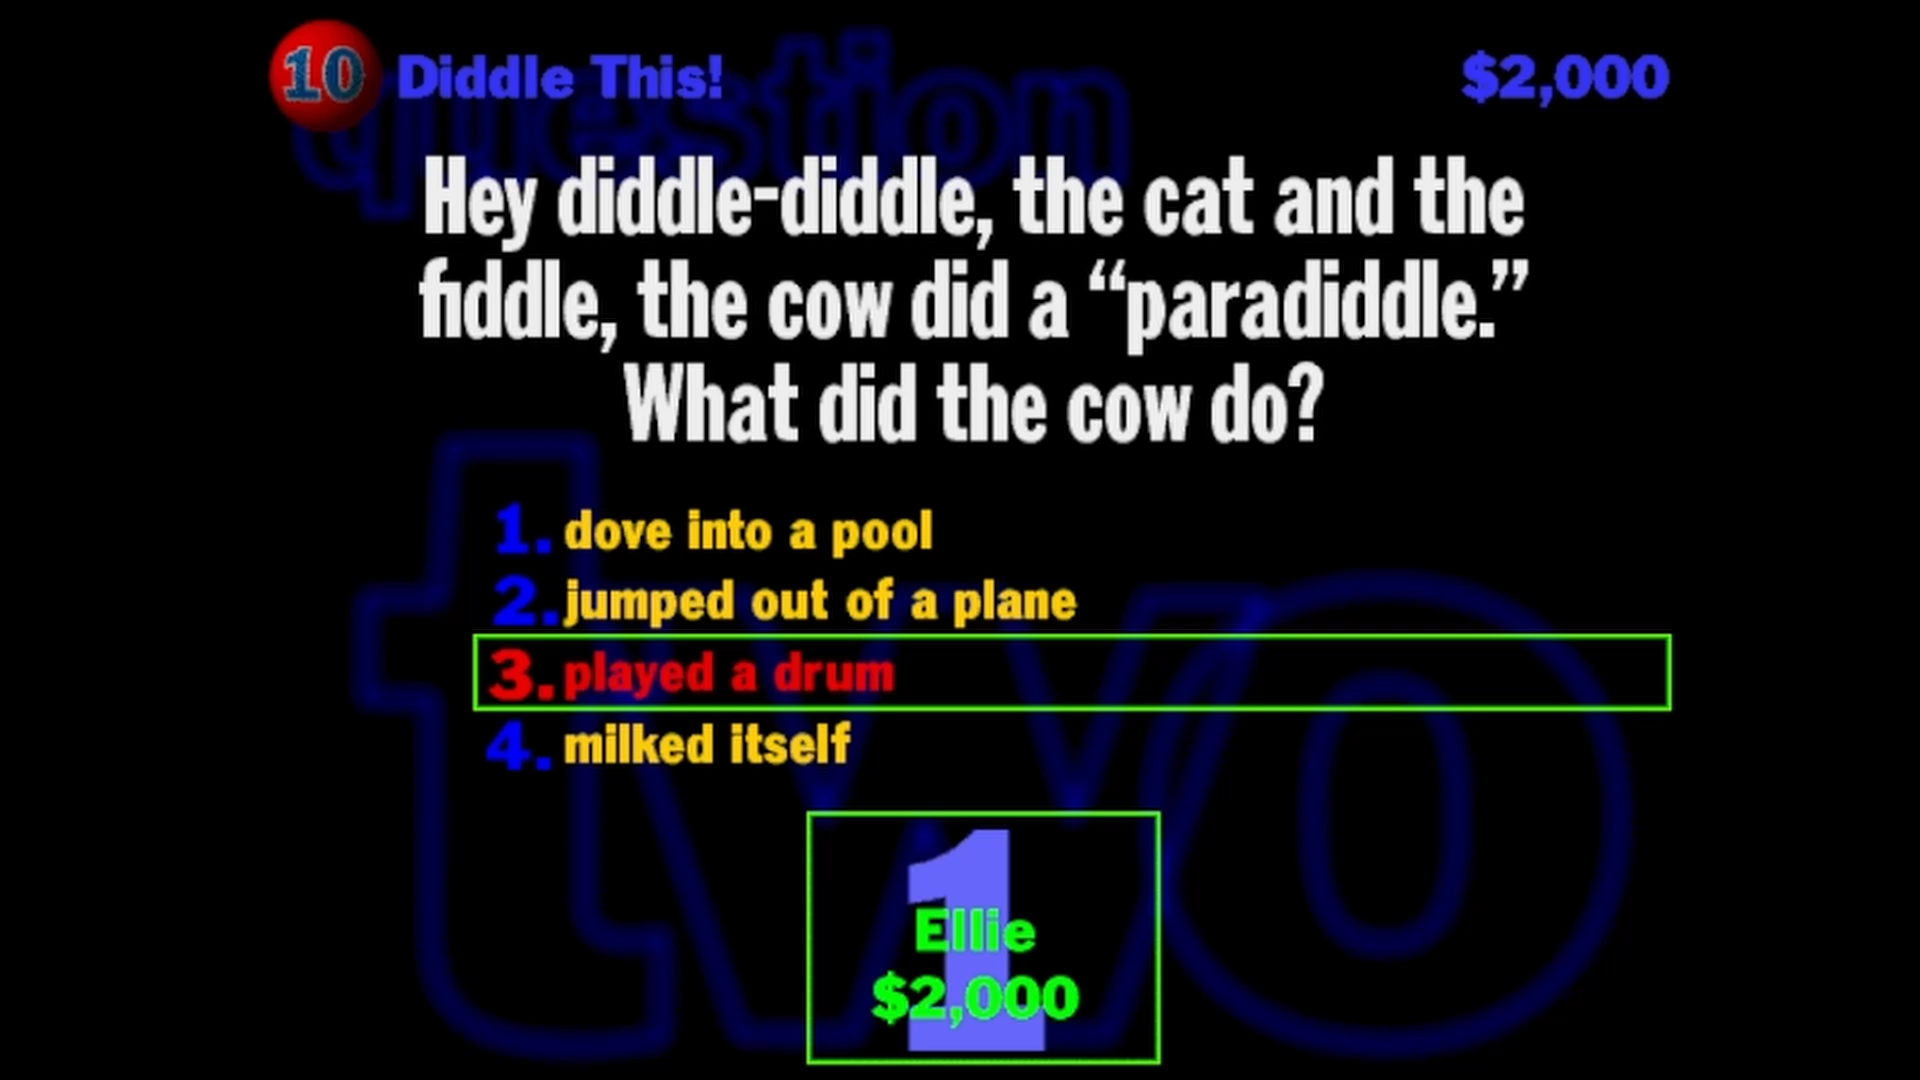 10 Diddle This! $2,000
question
Hey diddle-diddle, the cat and the
fiddle, the cow did a “paradiddle.”
What did the cow do?
two
1. dove into a pool
2. jumped out of a plane
3. played a drum
4. milked itself
1
Ellie
$2,000